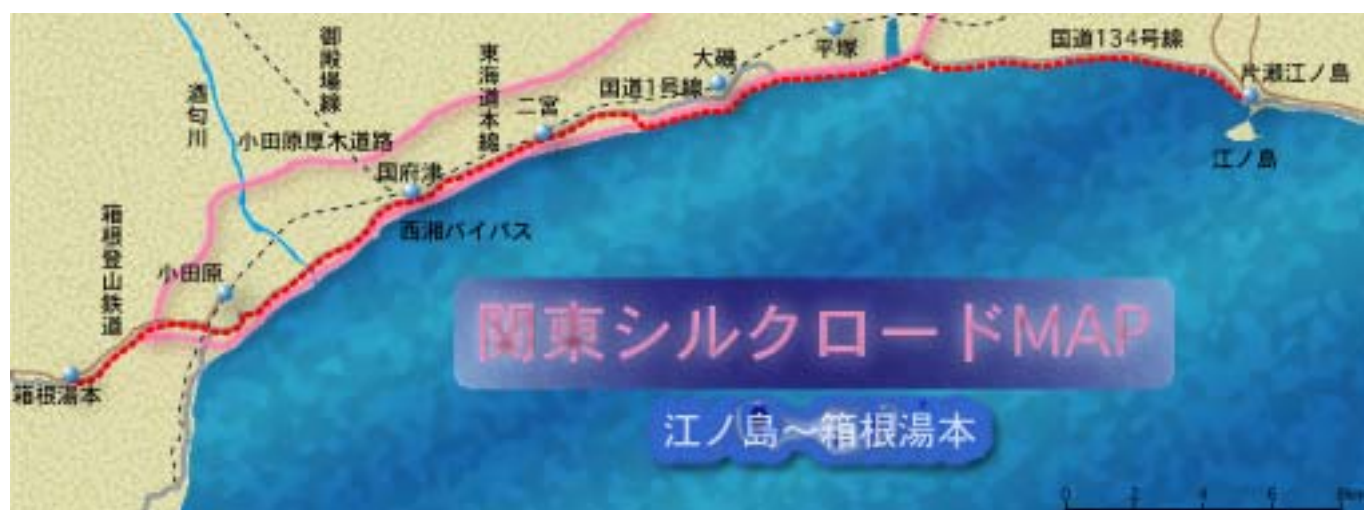 御殿場線
東海道本線
大磯
平塚
国道134号線
片瀬江ノ島
酒匂川
二宮
国道1号線
小田原厚木道路
江ノ島
国府津
箱根登山鉄道
西湘バイパス
小田原
関東シルクロードMAP
箱根湯本
江ノ島〜箱根湯本
0 2 4 6 8km